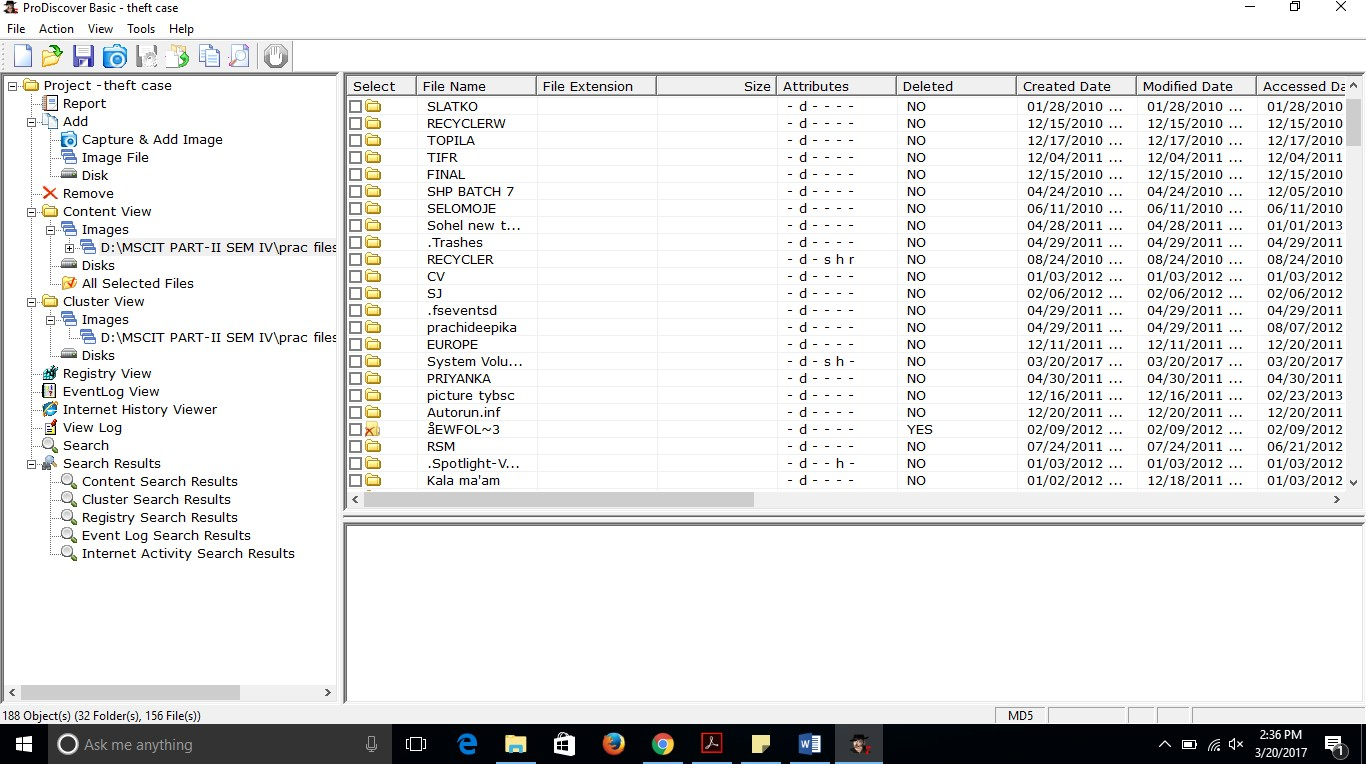 ProDiscover Basic - theft case
File Action View Tools Help
Project -theft case
Report
Add
Capture & Add Image
Image File
Disk
Remove
Content View
Images
D:\MSCIT PART-II SEM IV\prac files
Disks
All Selected Files
Cluster View
Images
D:\MSCIT PART-II SEM IV\prac files
Disks
Registry View
EventLog View
Internet History Viewer
View Log
Search
Search Results
Content Search Results
Cluster Search Results
Registry Search Results
Event Log Search Results
Internet Activity Search Results
Select File Name File Extension Size Attributes Deleted Created Date Modified Date Accessed Da
SLATKO - d - - - - NO 01/28/2010 ... 01/28/2010 ... 01/28/2010
RECYCLERW - d - - - - NO 12/15/2010 ... 12/15/2010 ... 12/15/2010
TOPILA - d - - - - NO 12/17/2010 ... 12/17/2010 ... 12/17/2010
TIFR - d - - - - NO 12/04/2011 ... 12/04/2011 ... 12/04/2011
FINAL - d - - - - NO 12/15/2010 ... 12/15/2010 ... 12/15/2010
SHP BATCH 7 - d - - - - NO 04/24/2010 ... 04/24/2010 ... 12/05/2010
SELOMOJE - d - - - - NO 06/11/2010 ... 06/11/2010 ... 06/11/2010
Sohel new t... - d - - - - NO 04/28/2011 ... 04/28/2011 ... 01/01/2013
.Trashes - d - - - - NO 04/29/2011 ... 04/29/2011 ... 04/29/2011
RECYCLER - d - s h r NO 08/24/2010 ... 08/24/2010 ... 08/24/2010
CV - d - - - - NO 01/03/2012 ... 01/03/2012 ... 01/03/2012
SJ - d - - - - NO 02/06/2012 ... 02/06/2012 ... 02/06/2012
.fseventsd - d - - - - NO 04/29/2011 ... 04/29/2011 ... 04/29/2011
prachideepika - d - - - - NO 04/29/2011 ... 04/29/2011 ... 08/07/2012
EUROPE - d - - - - NO 12/11/2011 ... 12/11/2011 ... 12/20/2011
System Volu... - d - s h - NO 03/20/2017 ... 03/20/2017 ... 03/20/2017
PRIYANKA - d - - - - NO 04/30/2011 ... 04/30/2011 ... 04/30/2011
picture tybsc - d - - - - NO 12/16/2011 ... 12/16/2011 ... 02/23/2013
Autorun.inf - d - - - - NO 12/20/2011 ... 12/20/2011 ... 12/20/2011
åEWFOL~3 - d - - - - YES 02/09/2012 ... 02/09/2012 ... 02/09/2012
RSM - d - - - - NO 07/24/2011 ... 07/24/2011 ... 06/21/2012
.Spotlight-V... - d - - h - NO 01/03/2012 ... 01/03/2012 ... 01/03/2012
Kala ma'am - d - - - - NO 01/02/2012 ... 12/18/2011 ... 01/03/2012
188 Object(s) (32 Folder(s), 156 File(s))
MD5
Ask me anything
2:36 PM
3/20/2017
1